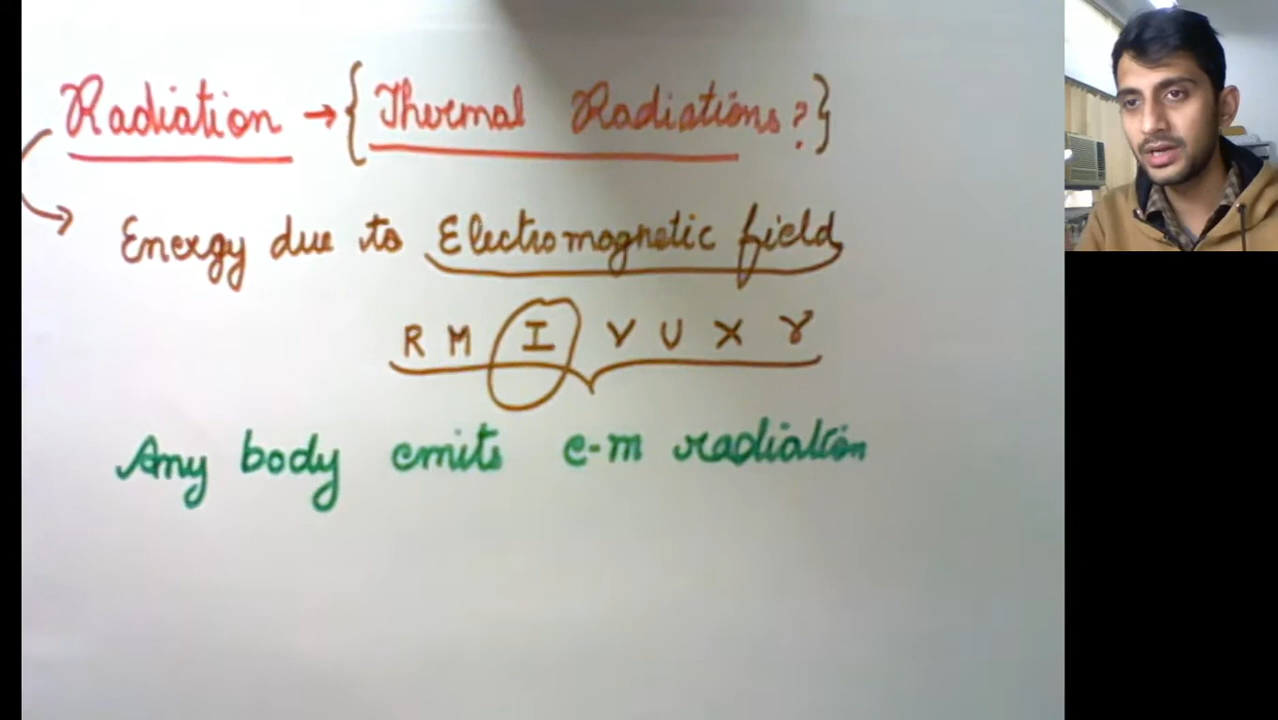 Radiation → {Thermal Radiations?}
Energy due to Electromagnetic field
R M I V U X γ
Any body emits e-m radiation